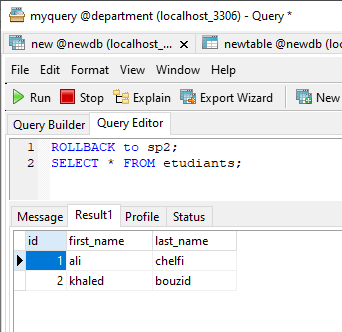 myquery @department (localhost_3306) - Query *
new @newdb (localhost_... newtable @newdb (loc
File Edit Format View Window Help
Run Stop Explain Export Wizard New
Query Builder Query Editor
1 ROLLBACK to sp2;
2 SELECT * FROM etudiants;
Message Result1 Profile Status
id first_name last_name
1 ali chelfi
2 khaled bouzid